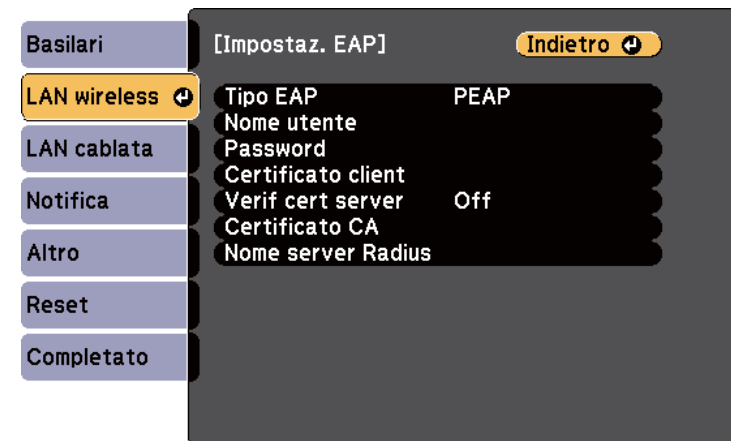 Basilari
LAN wireless
LAN cablata
Notifica
Altro
Reset
Completato
[Impostaz. EAP]
Indietro
Tipo EAP PEAP
Nome utente
Password
Certificato client
Verif cert server Off
Certificato CA
Nome server Radius